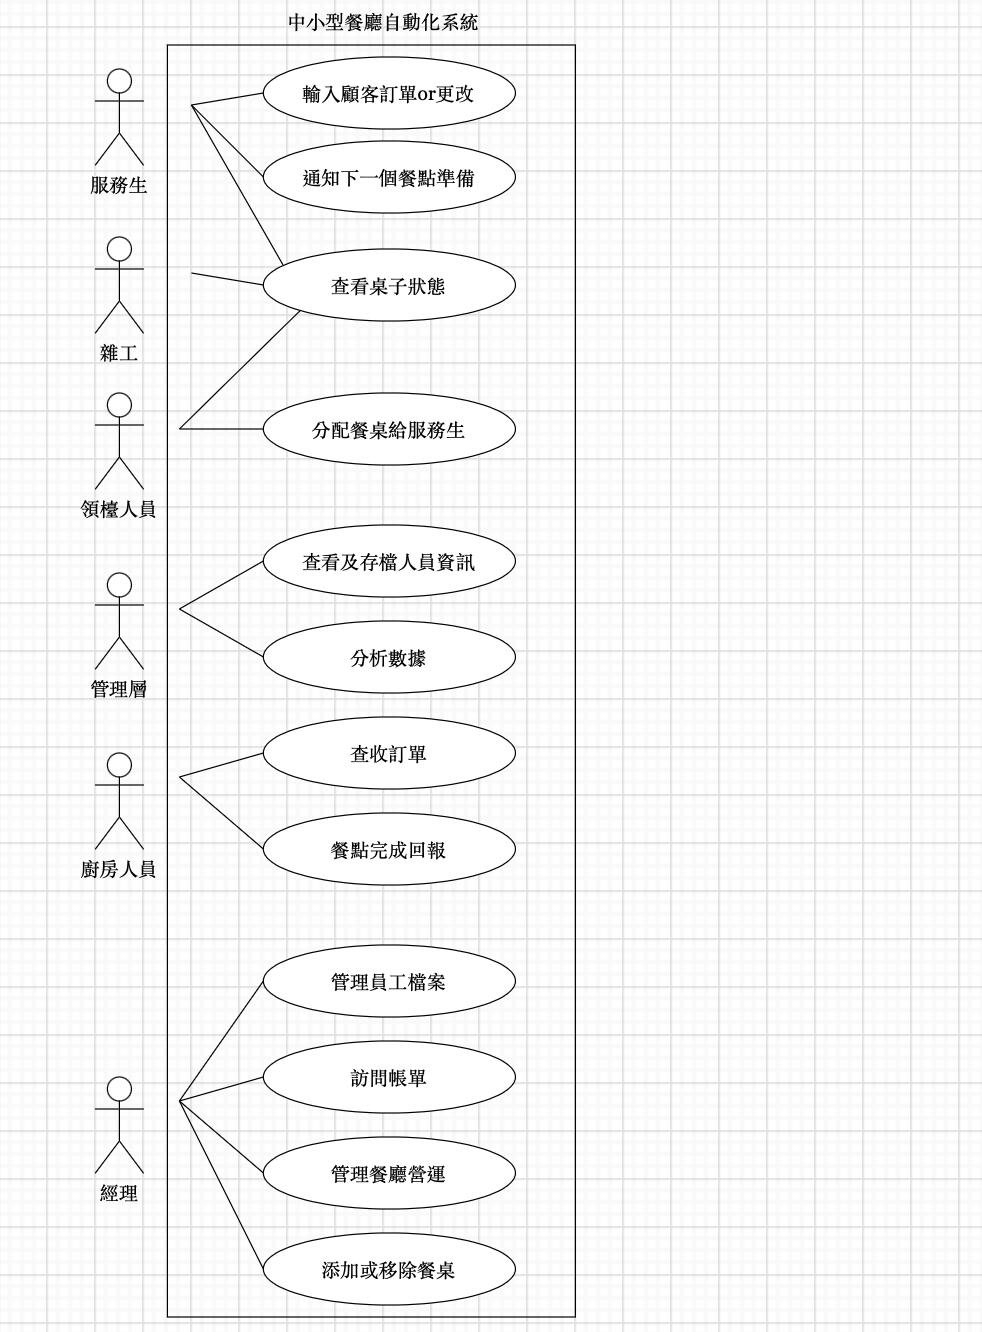 中小型餐廳自動化系統
輸入顧客訂單or更改
通知下一個餐點準備
服務生
查看桌子狀態
雜工
分配餐桌給服務生
領檯人員
查看及存檔人員資訊
分析數據
管理層
查收訂單
餐點完成回報
廚房人員
管理員工檔案
訪問帳單
管理餐廳營運
經理
添加或移除餐桌